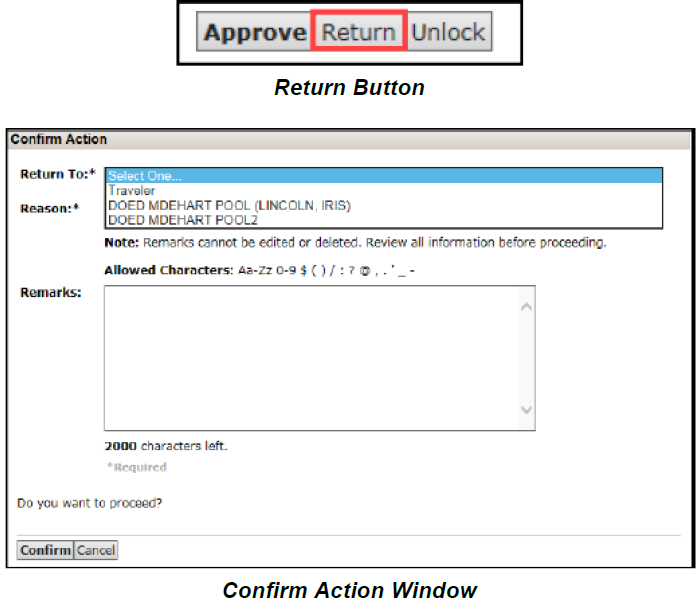 Approve Return Unlock
Return Button
Confirm Action
Return To:* Select One...
Traveler
Reason:* DOED MDEHART POOL (LINCOLN, IRIS)
DOED MDEHART POOL2
Note: Remarks cannot be edited or deleted. Review all information before proceeding.
Allowed Characters: Aa-Zz 0-9 $ ( ) / : ? @ , . ' _ -
Remarks:
2000 characters left.
*Required
Do you want to proceed?
Confirm Cancel
Confirm Action Window